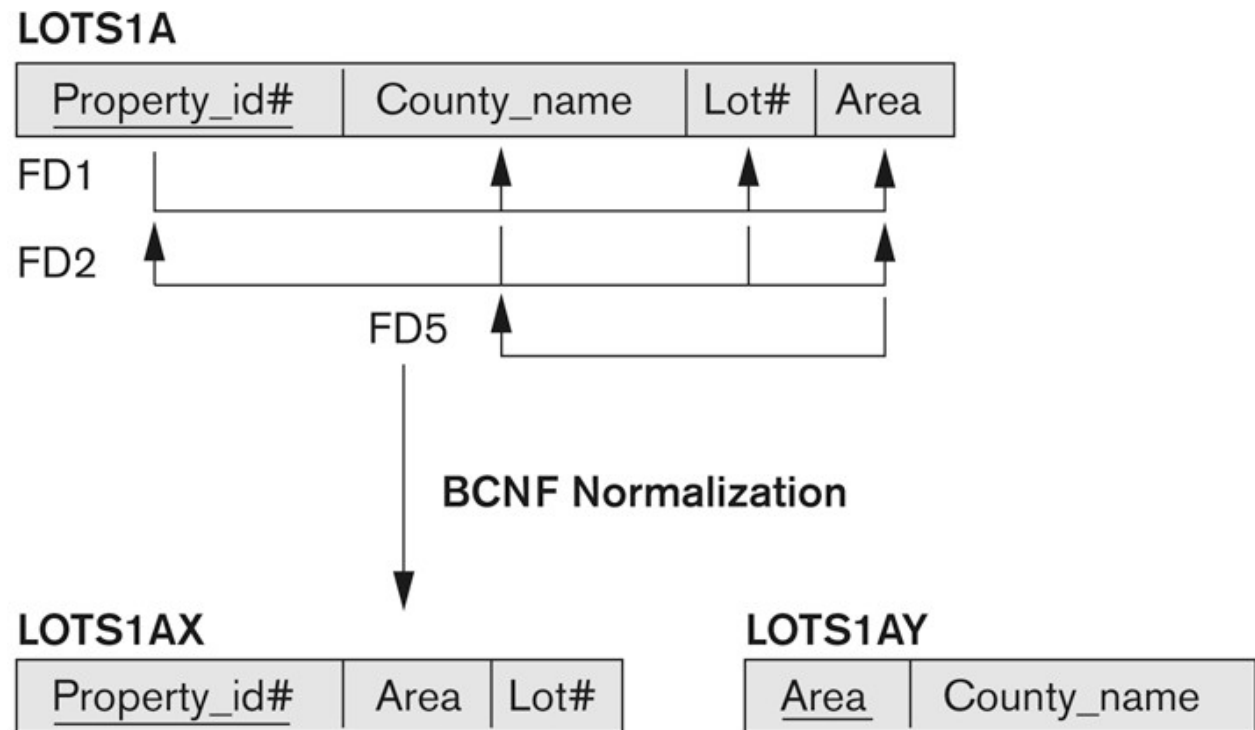 LOTS1A
Property_id# County_name Lot# Area
FD1
FD2
FD5
BCNF Normalization
LOTS1AX LOTS1AY
Property_id# Area Lot# Area County_name